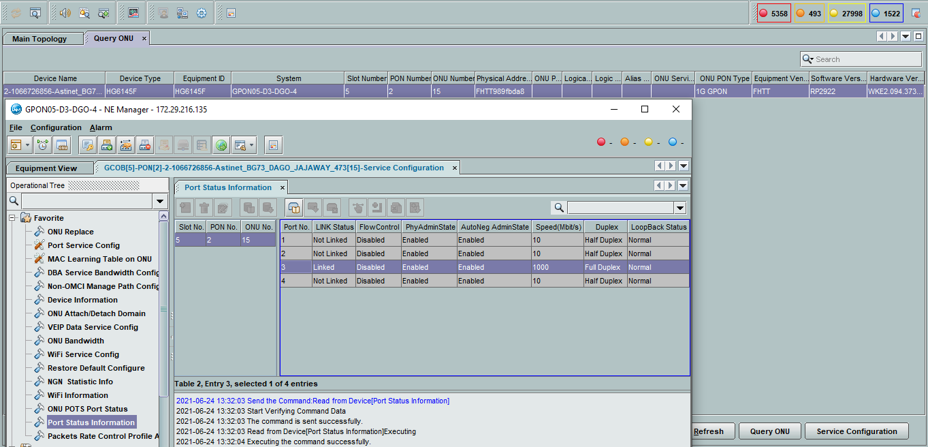 5358 493 27998 1522
Main Topology Query ONU ×
Search
Device Name Device Type Equipment ID System Slot Number PON Number ONU Number Physical Addre... ONU P... Logica... Logic ... Alias ... ONU Servi... ONU PON Type Equipment Ven... Software Vers... Hardware Ver...
2-1066726856-Astinet_BG7... HG6145F HG6145F GPON05-D3-DGO-4 5 2 15 FHTT989fbda8 1G GPON FHTT RP2922 WKE2.094.373...
GPON05-D3-DGO-4 - NE Manager - 172.29.216.135
File Configuration Alarm
Equipment View GCOB[5]-PON[2]-2-1066726856-Astinet_BG73_DAGO_JAJAWAY_473[15]-Service Configuration ×
Operational Tree
Favorite
ONU Replace
Port Service Config
MAC Learning Table on ONU
DBA Service Bandwidth Config
Non-OMCI Manage Path Config
Device Information
ONU Attach/Detach Domain
VEIP Data Service Config
ONU Bandwidth
WiFi Service Config
Restore Default Configure
NGN Statistic Info
WiFi Information
ONU POTS Port Status
Port Status Information
Packets Rate Control Profile A
Port Status Information ×
Slot No. PON No. ONU No.
5 2 15
Port No. LINK Status FlowControl PhyAdminState AutoNeg AdminState Speed(Mbit/s) Duplex LoopBack Status
1 Not Linked Disabled Enabled Enabled 10 Half Duplex Normal
2 Not Linked Disabled Enabled Enabled 10 Half Duplex Normal
3 Linked Disabled Enabled Enabled 1000 Full Duplex Normal
4 Not Linked Disabled Enabled Enabled 10 Half Duplex Normal
Table 2, Entry 3, selected 1 of 4 entries
2021-06-24 13:32:03 Send the Command:Read from Device[Port Status Information]
2021-06-24 13:32:03 Start Verifying Command Data
2021-06-24 13:32:03 The command is sent successfully.
2021-06-24 13:32:03 Read from Device[Port Status Information]Executing
2021-06-24 13:32:04 Executing the command successfully.
Refresh Query ONU Service Configuration